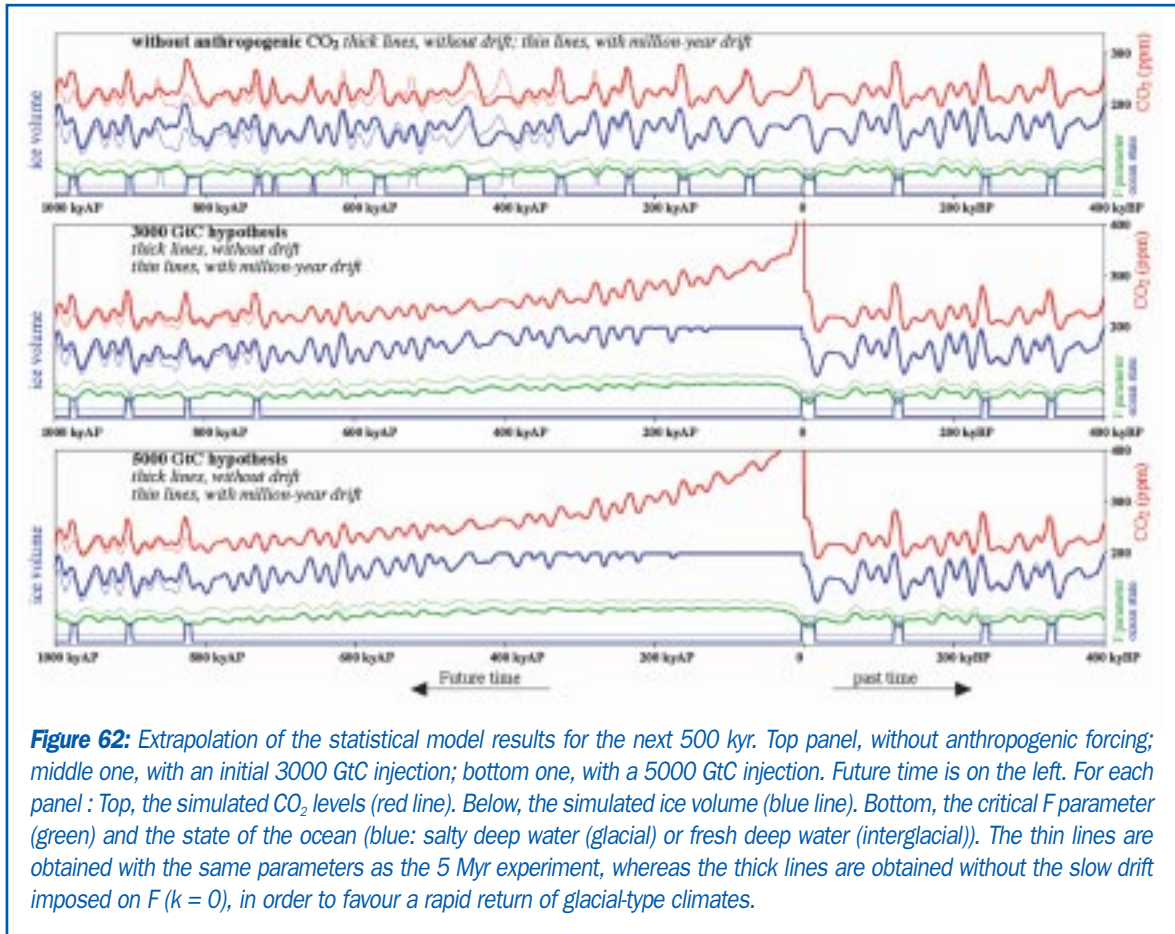 without anthropogenic CO₂ thick lines, without drift; thin lines, with million-year drift
300
200
CO₂ (ppm)
ice volume
F parameter
ocean state
1000 kyAP
800 kyAP
600 kyAP
400 kyAP
200 kyAP
0
200 kyBP
400 kyBP
3000 GtC hypothesis
thick lines, without drift
thin lines, with million-year drift
400
300
200
CO₂ (ppm)
ice volume
F parameter
ocean state
1000 kyAP
800 kyAP
600 kyAP
400 kyAP
200 kyAP
0
200 kyBP
400 kyBP
5000 GtC hypothesis
thick lines, without drift
thin lines, with million-year drift
400
300
200
CO₂ (ppm)
ice volume
F parameter
ocean state
1000 kyAP
800 kyAP
600 kyAP
400 kyAP
200 kyAP
0
200 kyBP
400 kyBP
Future time
past time
Figure 62: Extrapolation of the statistical model results for the next 500 kyr. Top panel, without anthropogenic forcing;
middle one, with an initial 3000 GtC injection; bottom one, with a 5000 GtC injection. Future time is on the left. For each
panel : Top, the simulated CO₂ levels (red line). Below, the simulated ice volume (blue line). Bottom, the critical F parameter
(green) and the state of the ocean (blue: salty deep water (glacial) or fresh deep water (interglacial)). The thin lines are
obtained with the same parameters as the 5 Myr experiment, whereas the thick lines are obtained without the slow drift
imposed on F (k = 0), in order to favour a rapid return of glacial-type climates.